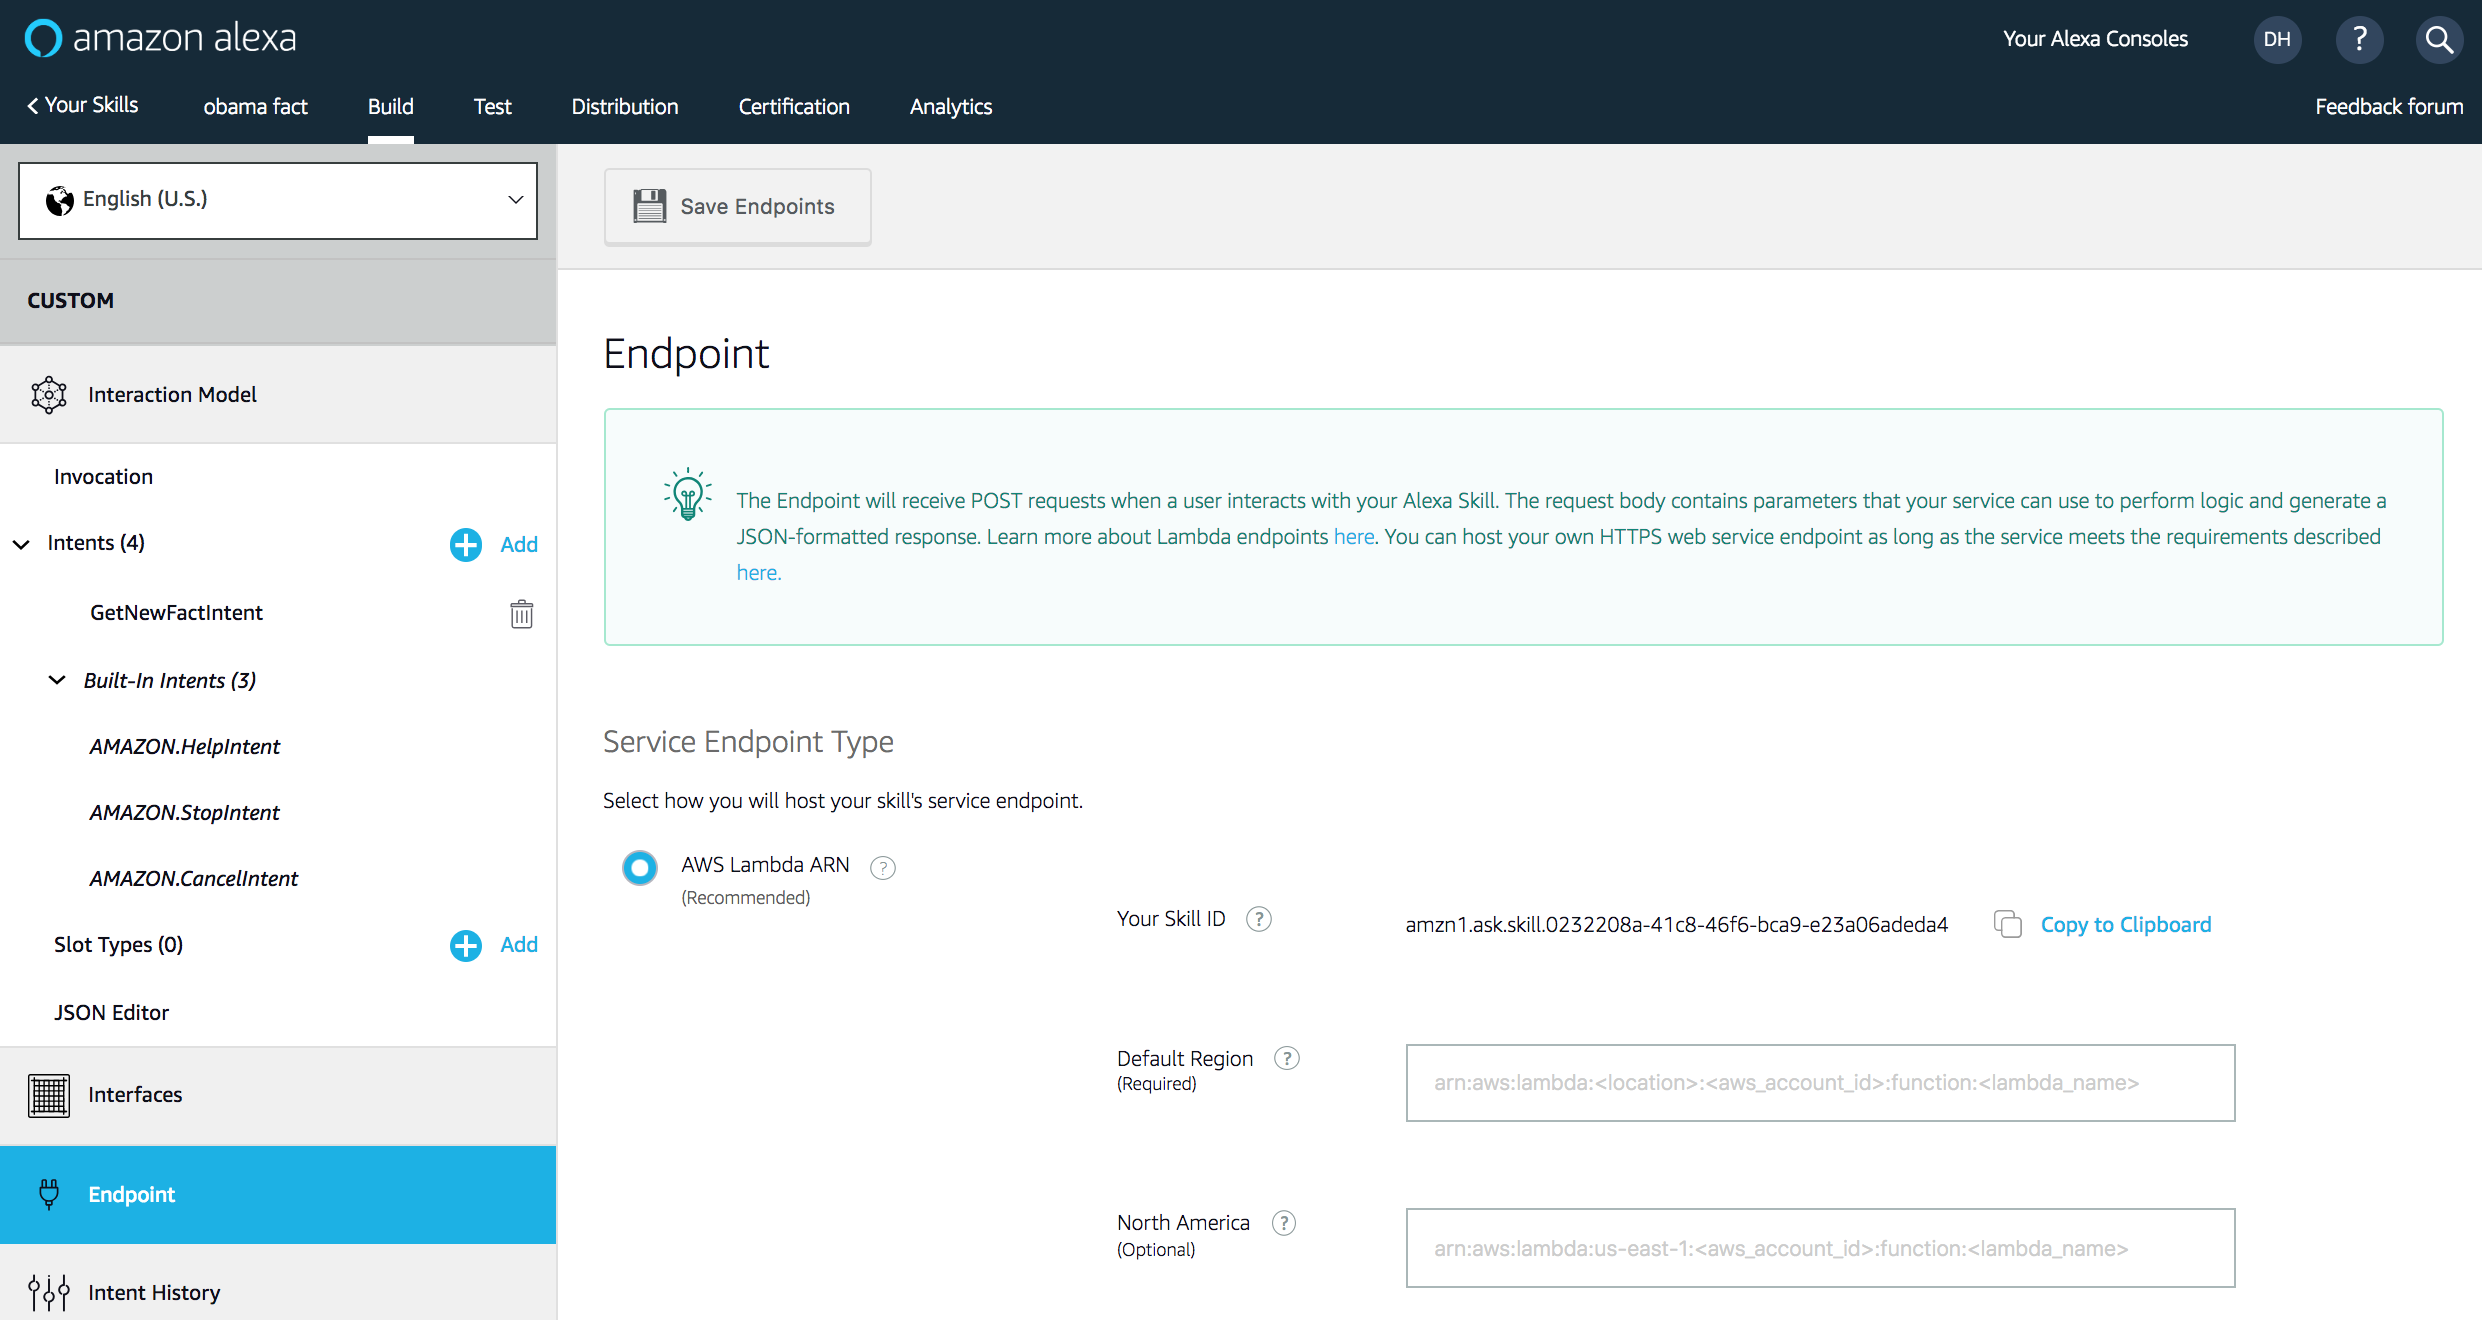 amazon alexa
Your Alexa Consoles
DH
?
Your Skills
obama fact
Build
Test
Distribution
Certification
Analytics
Feedback forum
English (U.S.)
Save Endpoints
CUSTOM
Interaction Model
Invocation
Intents (4)
Add
GetNewFactIntent
Built-In Intents (3)
AMAZON.HelpIntent
AMAZON.StopIntent
AMAZON.CancelIntent
Slot Types (0)
Add
JSON Editor
Interfaces
Endpoint
Intent History
Endpoint
The Endpoint will receive POST requests when a user interacts with your Alexa Skill. The request body contains parameters that your service can use to perform logic and generate a
JSON-formatted response. Learn more about Lambda endpoints here. You can host your own HTTPS web service endpoint as long as the service meets the requirements described
here.
Service Endpoint Type
Select how you will host your skill's service endpoint.
AWS Lambda ARN ?
(Recommended)
Your Skill ID ?
amzn1.ask.skill.0232208a-41c8-46f6-bca9-e23a06adeda4
Copy to Clipboard
Default Region ?
(Required)
arn:aws:lambda:<location>:<aws_account_id>:function:<lambda_name>
North America ?
(Optional)
arn:aws:lambda:us-east-1:<aws_account_id>:function:<lambda_name>